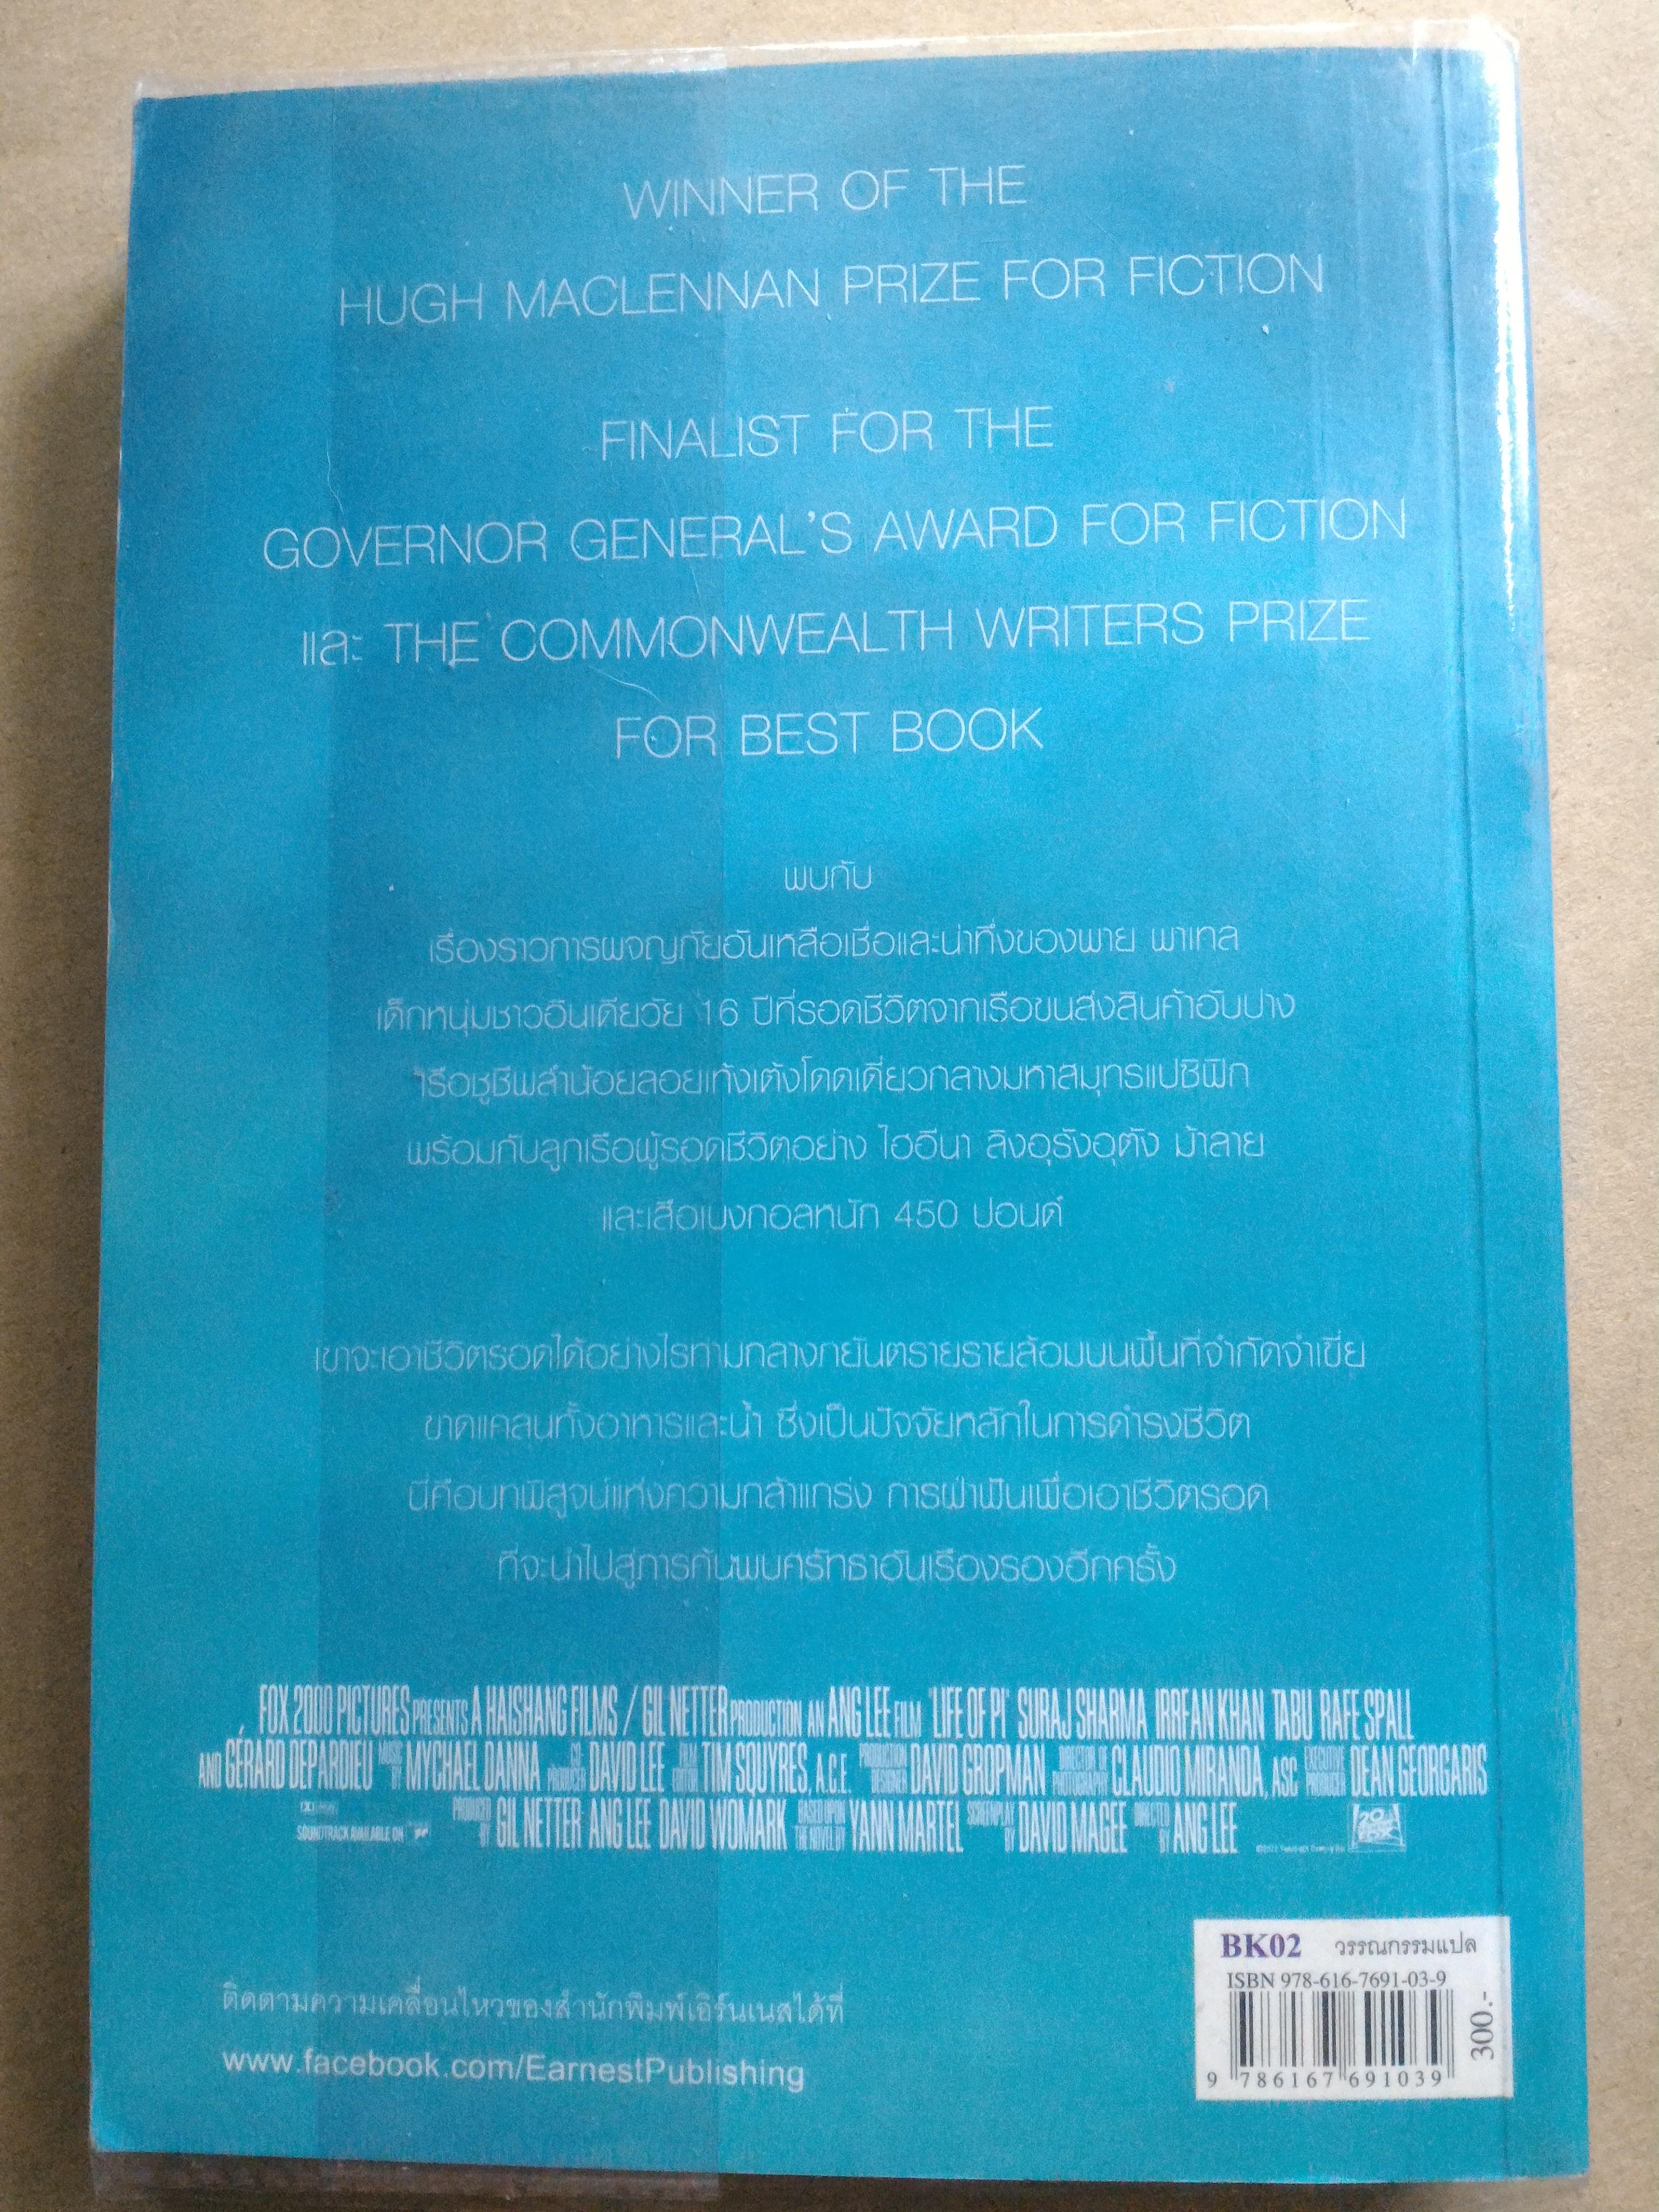 WINNER OF THE
HUGH MACLENNAN PRIZE FOR FICTION
FINALIST FOR THE
GOVERNOR GENERAL'S AWARD FOR FICTION
และ THE COMMONWEALTH WRITERS PRIZE
FOR BEST BOOK
พบกับ
เรื่องราวการผจญภัยอันเหลือเชื่อและน่าทึ่งของพาย พาเทล
เด็กหนุ่มชาวอินเดียวัย 16 ปีที่รอดชีวิตจากเรือขนส่งสินค้าอับปาง
เรือชูชีพลำน้อยลอยเท้งเต้งโดดเดี่ยวกลางมหาสมุทรแปซิฟิก
พร้อมกับลูกเรือผู้รอดชีวิตอย่าง ไฮอีนา ลิงอุรังอุตัง ม้าลาย
และเสือเบงกอลหนัก 450 ปอนด์
เขาจะเอาชีวิตรอดได้อย่างไรท่ามกลางภยันตรายรายล้อมบนพื้นที่จำกัดจำเขี่ย
ขาดแคลนทั้งอาหารและน้ำ ซึ่งเป็นปัจจัยหลักในการดำรงชีวิต
นี่คือบทพิสูจน์แห่งความกล้าแกร่ง การฝ่าฟันเพื่อเอาชีวิตรอด
ที่จะนำไปสู่การค้นพบศรัทธาอันเรืองรองอีกครั้ง
FOX 2000 PICTURES PRESENTS A HAISHANG FILMS / GIL NETTER PRODUCTION AN ANG LEE FILM 'LIFE OF PI' SURAJ SHARMA IRRFAN KHAN TABU RAFE SPALL
AND GÉRARD DEPARDIEU MUSIC BY MYCHAEL DANNA CO-PRODUCER DAVID LEE FILM EDITOR TIM SQUYRES, A.C.E. PRODUCTION DESIGNER DAVID GROPMAN DIRECTOR OF PHOTOGRAPHY CLAUDIO MIRANDA, ASC EXECUTIVE PRODUCER DEAN GEORGARIS
SOUNDTRACK AVAILABLE ON PRODUCED BY GIL NETTER ANG LEE DAVID WOMARK BASED UPON THE NOVEL BY YANN MARTEL SCREENPLAY BY DAVID MAGEE DIRECTED BY ANG LEE
BK02 วรรณกรรมแปล
ISBN 978-616-7691-03-9
300.-
9 786167 691039
ติดตามความเคลื่อนไหวของสำนักพิมพ์เอิร์นเนสได้ที่
www.facebook.com/EarnestPublishing